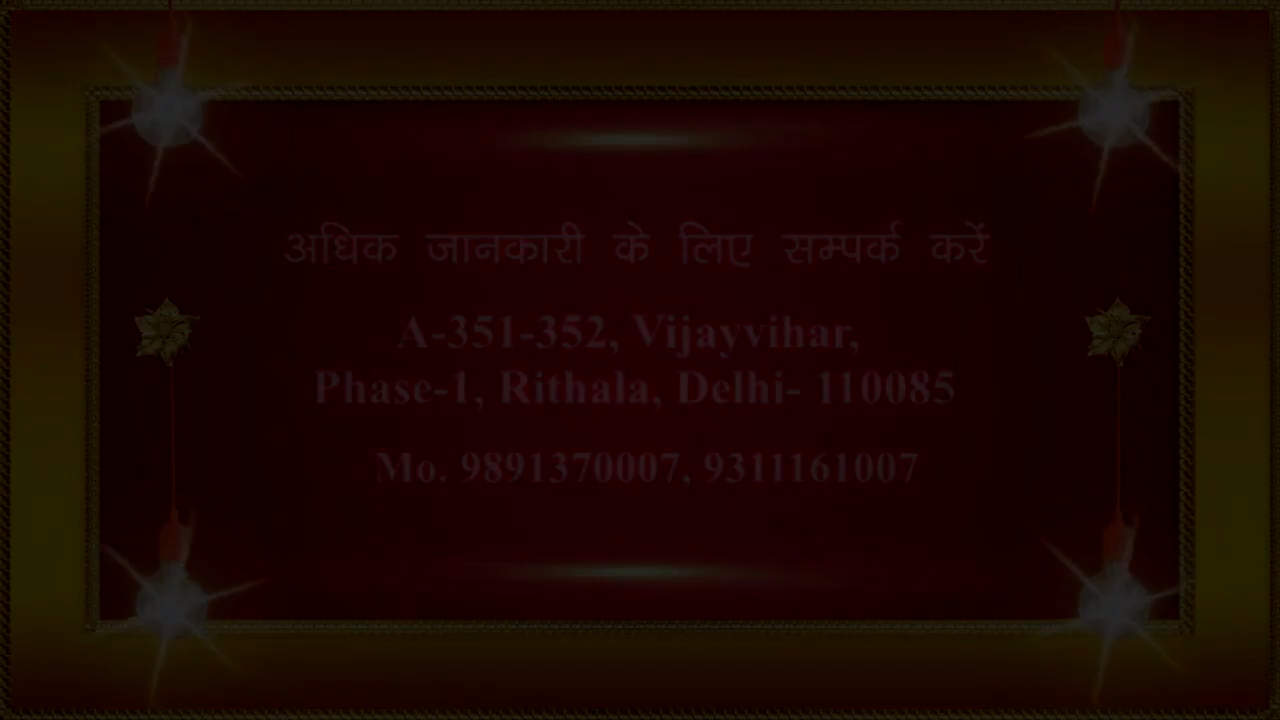 अधिक जानकारी के लिए सम्पर्क करें
A-351-352, Vijayvihar,
Phase-1, Rithala, Delhi- 110085
Mo. 9891370007, 9311161007